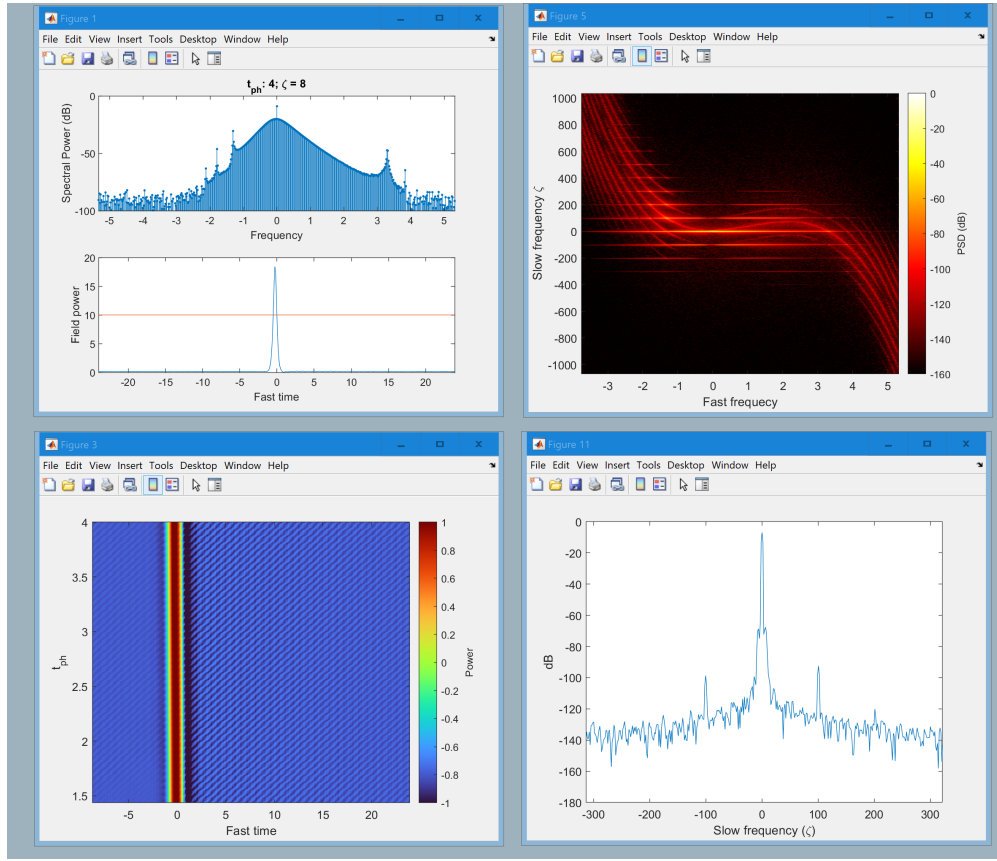 Figure 1
File Edit View Insert Tools Desktop Window Help
t_ph: 4; ζ = 8
Spectral Power (dB)
0
-50
-100
-5 -4 -3 -2 -1 0 1 2 3 4 5
Frequency
Field power
20
15
10
5
0
-20 -15 -10 -5 0 5 10 15 20
Fast time
Figure 5
File Edit View Insert Tools Desktop Window Help
Slow frequency ζ
1000
800
600
400
200
0
-200
-400
-600
-800
-1000
-3 -2 -1 0 1 2 3 4 5
Fast frequecy
0
-20
-40
-60
-80
-100
-120
-140
-160
PSD (dB)
Figure 3
File Edit View Insert Tools Desktop Window Help
t_ph
4
3.5
3
2.5
2
1.5
-5 0 5 10 15 20
Fast time
1
0.8
0.6
0.4
0.2
0
-0.2
-0.4
-0.6
-0.8
-1
Power
Figure 11
File Edit View Insert Tools Desktop Window Help
dB
0
-20
-40
-60
-80
-100
-120
-140
-160
-180
-300 -200 -100 0 100 200 300
Slow frequency (ζ)